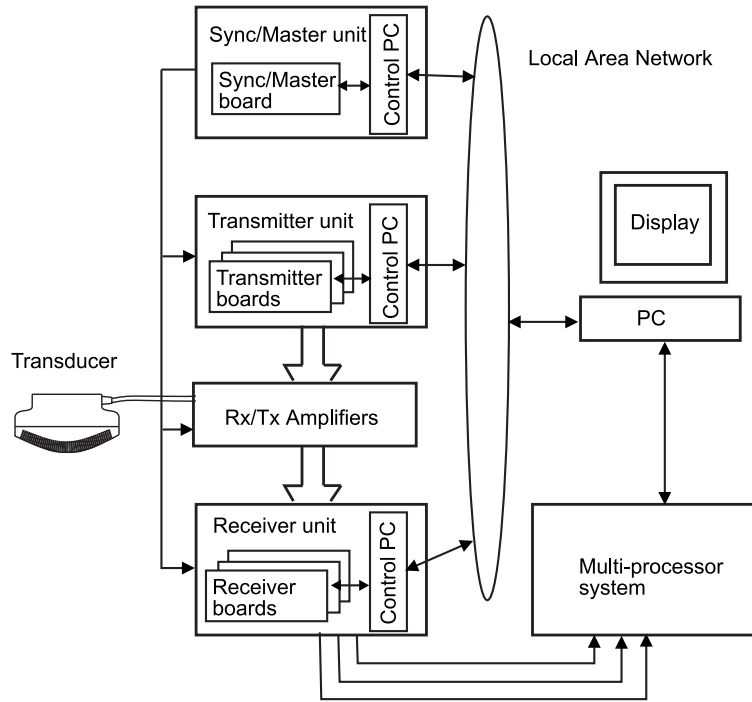 Sync/Master unit
Sync/Master
board
Control PC
Local Area Network
Transmitter unit
Transmitter
boards
Control PC
Display
PC
Transducer
Rx/Tx Amplifiers
Receiver unit
Receiver
boards
Control PC
Multi-processor
system